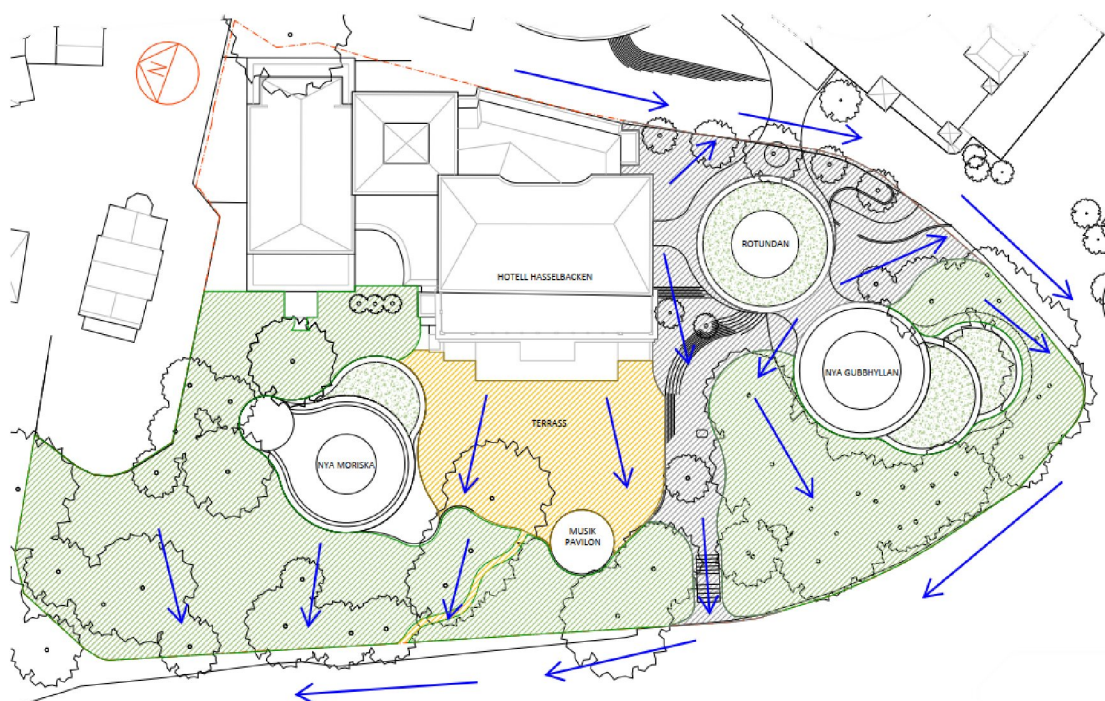 N
ROTUNDAN
HOTELL HASSELBACKEN
NYA GUBBHYLLAN
TERRASS
NYA MORISKA
MUSIK
PAVILON